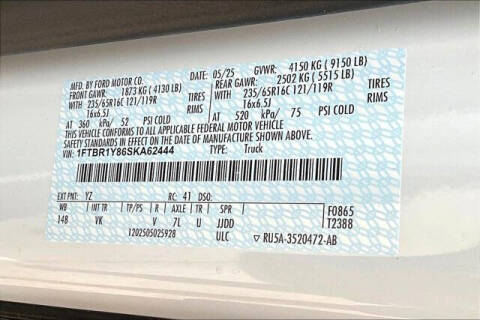 MFD. BY FORD MOTOR CO.
DATE: 05/25 GVWR: 4150 KG ( 9150 LB)
FRONT GAWR: 1873 KG ( 4130 LB) REAR GAWR: 2502 KG ( 5515 LB)
WITH 235/65R16C 121/119R TIRES WITH 235/65R16C 121/119R TIRES
16x6.5J RIMS 16x6.5J RIMS
AT 360 kPa/ 52 PSI COLD AT 520 kPa/ 75 PSI COLD
THIS VEHICLE CONFORMS TO ALL APPLICABLE FEDERAL MOTOR VEHICLE
SAFETY STANDARDS IN EFFECT ON THE DATE OF MANUFACTURE SHOWN ABOVE.
VIN: 1FTBR1Y86SKA62444 TYPE: Truck
EXT PNT: YZ RC: 41 DSO:
WB INT TR TP/PS R AXLE TR SPR F0865
148 VK V 7L U JJDD T2388
1202505025928 ULC RU5A-3520472-AB